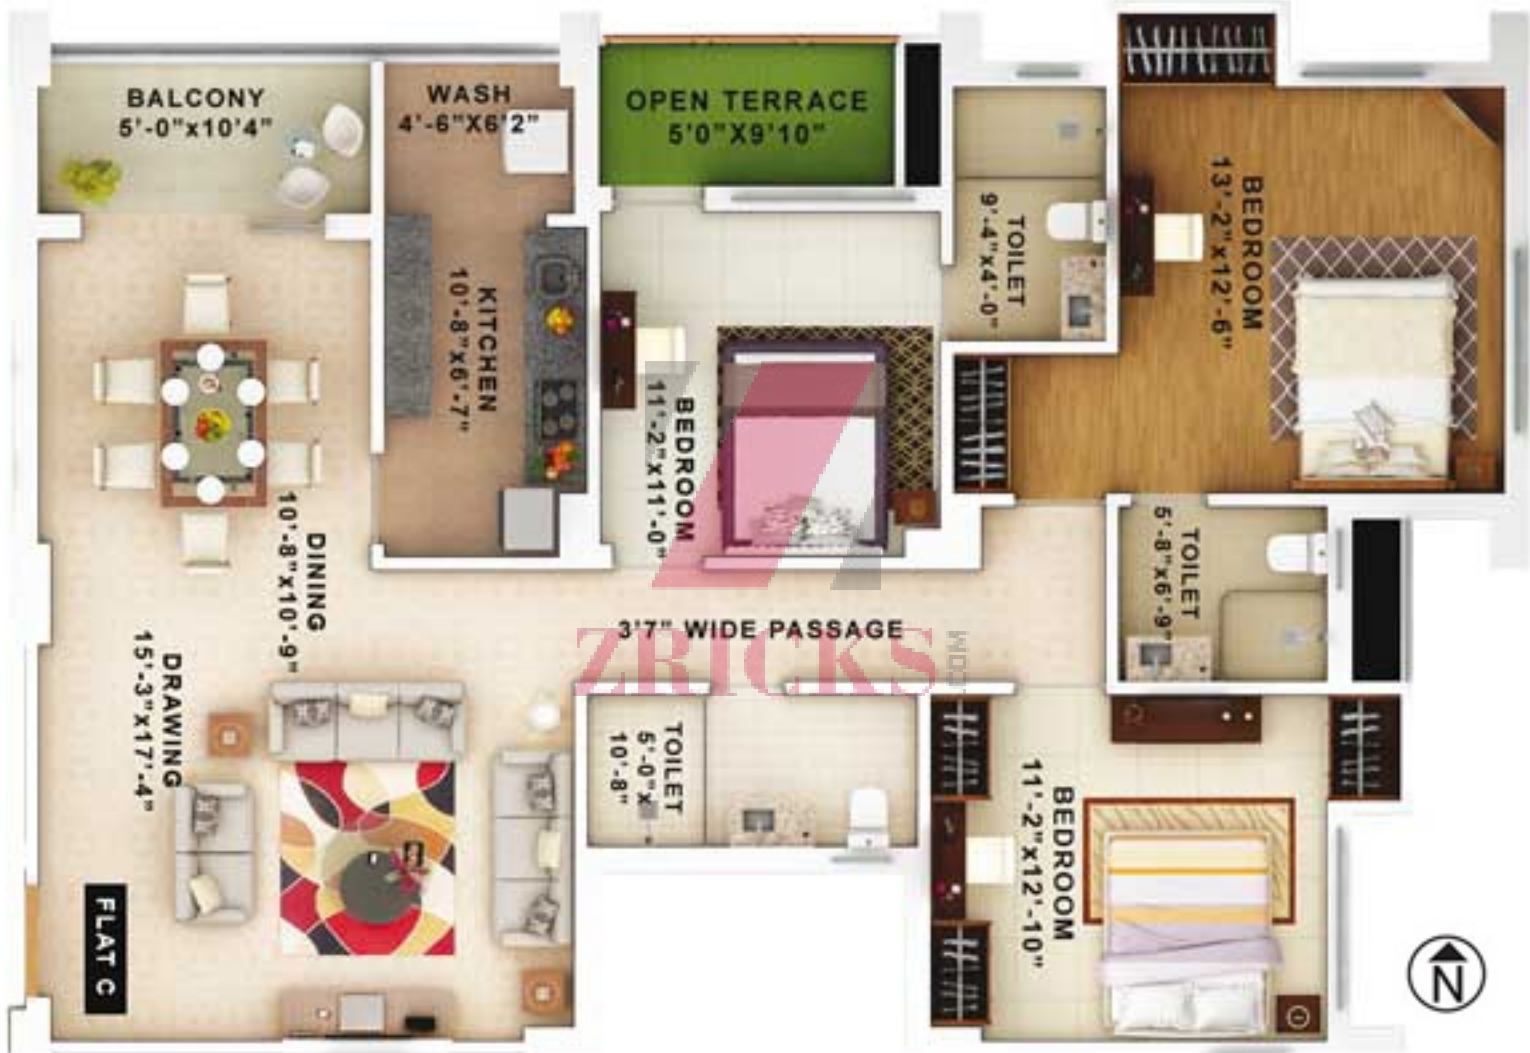 BALCONY
5'-0"x10'4"
WASH
4'-6"X6'2"
OPEN TERRACE
5'0"X9'10"
TOILET
9'-4"x4'-0"
BEDROOM
13'-2"x12'-6"
KITCHEN
10'-8"x6'-7"
BEDROOM
11'-2"x11'-0"
DINING
10'-8"x10'-9"
TOILET
5'-8"x6'-9"
3'7" WIDE PASSAGE
ZRICKS
.COM
DRAWING
15'-3"x17'-4"
TOILET
5'-0"x
10'-8"
BEDROOM
11'-2"x12'-10"
FLAT C
N